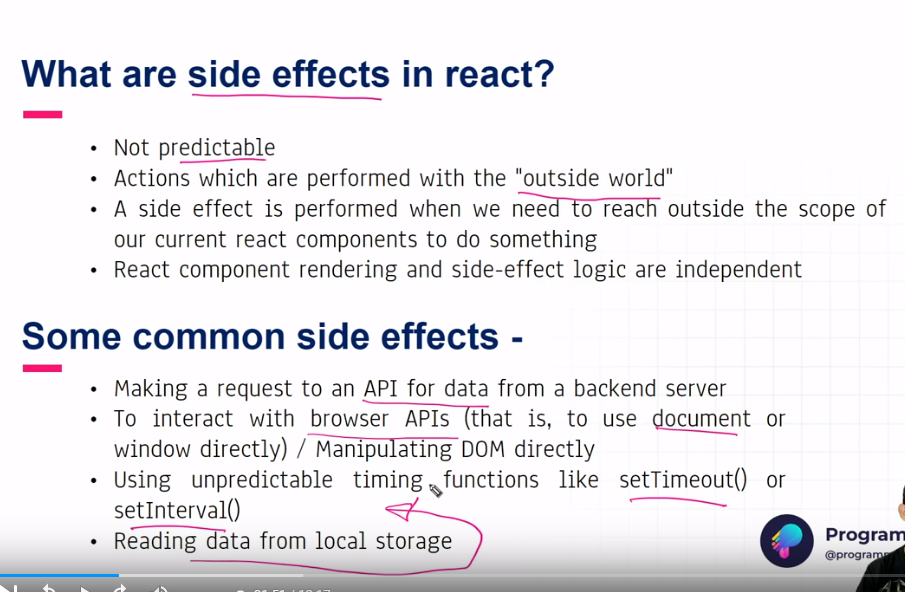 What are side effects in react?
• Not predictable
• Actions which are performed with the "outside world"
• A side effect is performed when we need to reach outside the scope of
our current react components to do something
• React component rendering and side-effect logic are independent
Some common side effects -
• Making a request to an API for data from a backend server
• To interact with browser APIs (that is, to use document or
window directly) / Manipulating DOM directly
• Using unpredictable timing functions like setTimeout() or
setInterval()
• Reading data from local storage
Program
@program